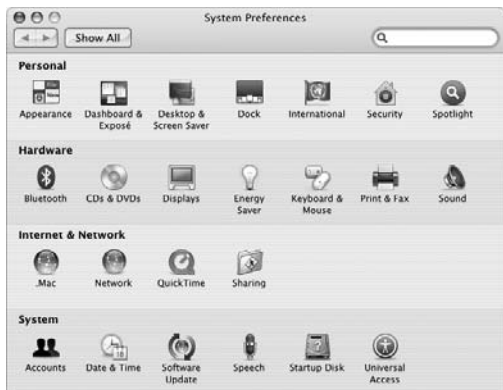 System Preferences
Show All
Personal
Appearance
Dashboard & Exposé
Desktop & Screen Saver
Dock
International
Security
Spotlight
Hardware
Bluetooth
CDs & DVDs
Displays
Energy Saver
Keyboard & Mouse
Print & Fax
Sound
Internet & Network
.Mac
Network
QuickTime
Sharing
System
Accounts
Date & Time
Software Update
Speech
Startup Disk
Universal Access